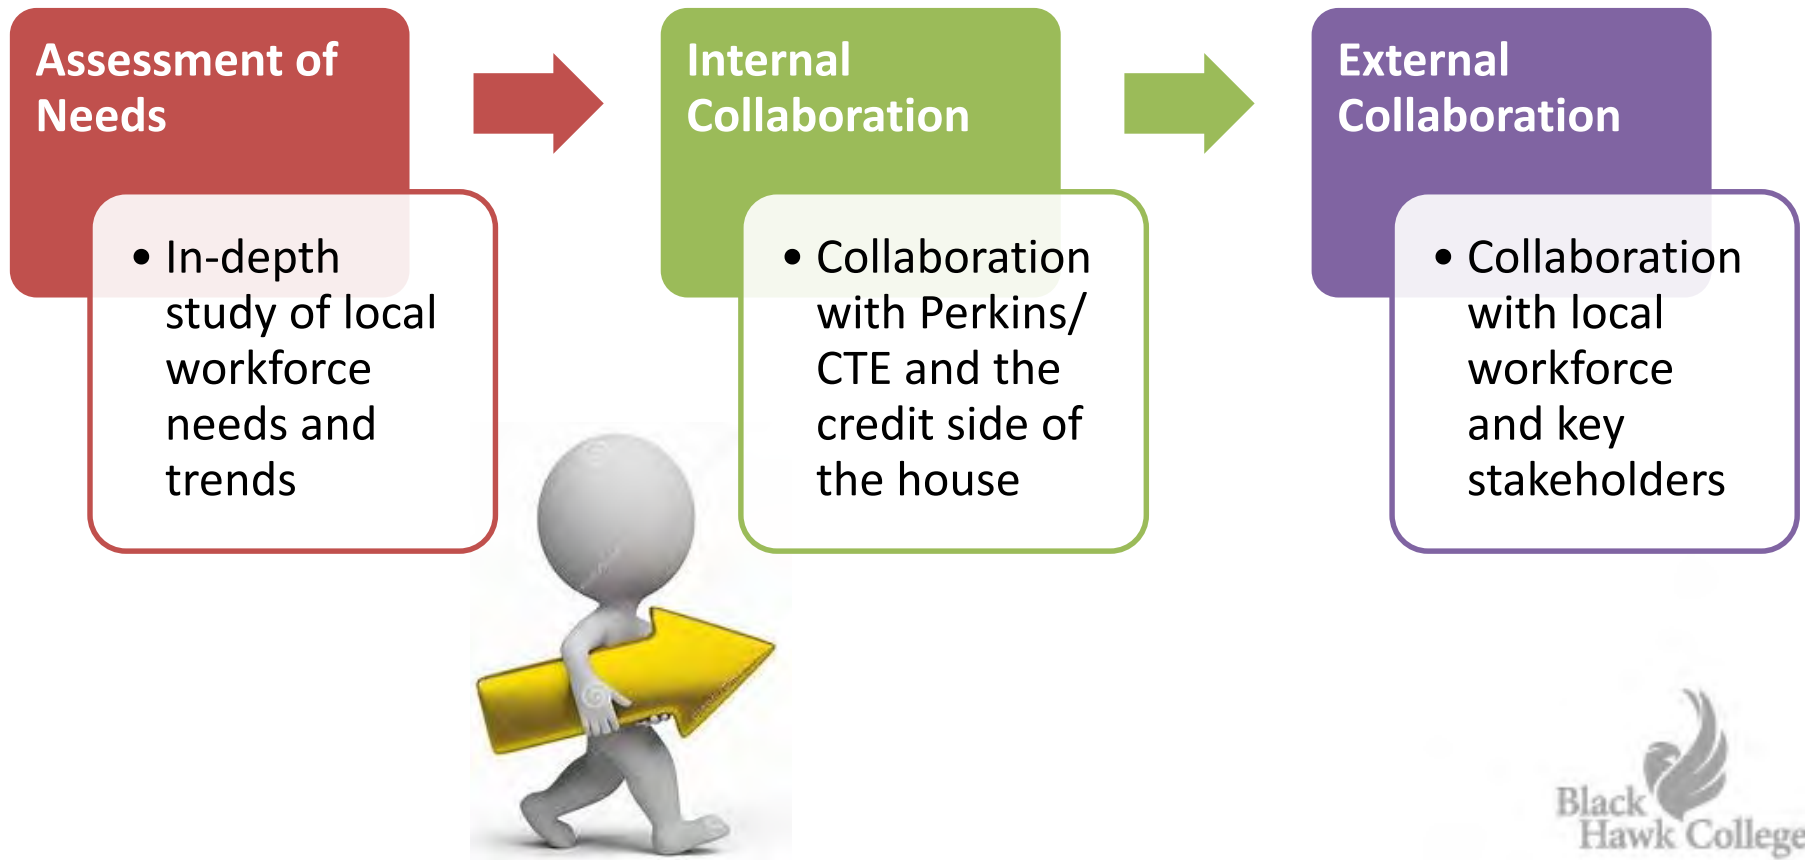 Assessment of
Needs
• In-depth
study of local
workforce
needs and
trends
Internal
Collaboration
• Collaboration
with Perkins/
CTE and the
credit side of
the house
External
Collaboration
• Collaboration
with local
workforce
and key
stakeholders
Black
Hawk College